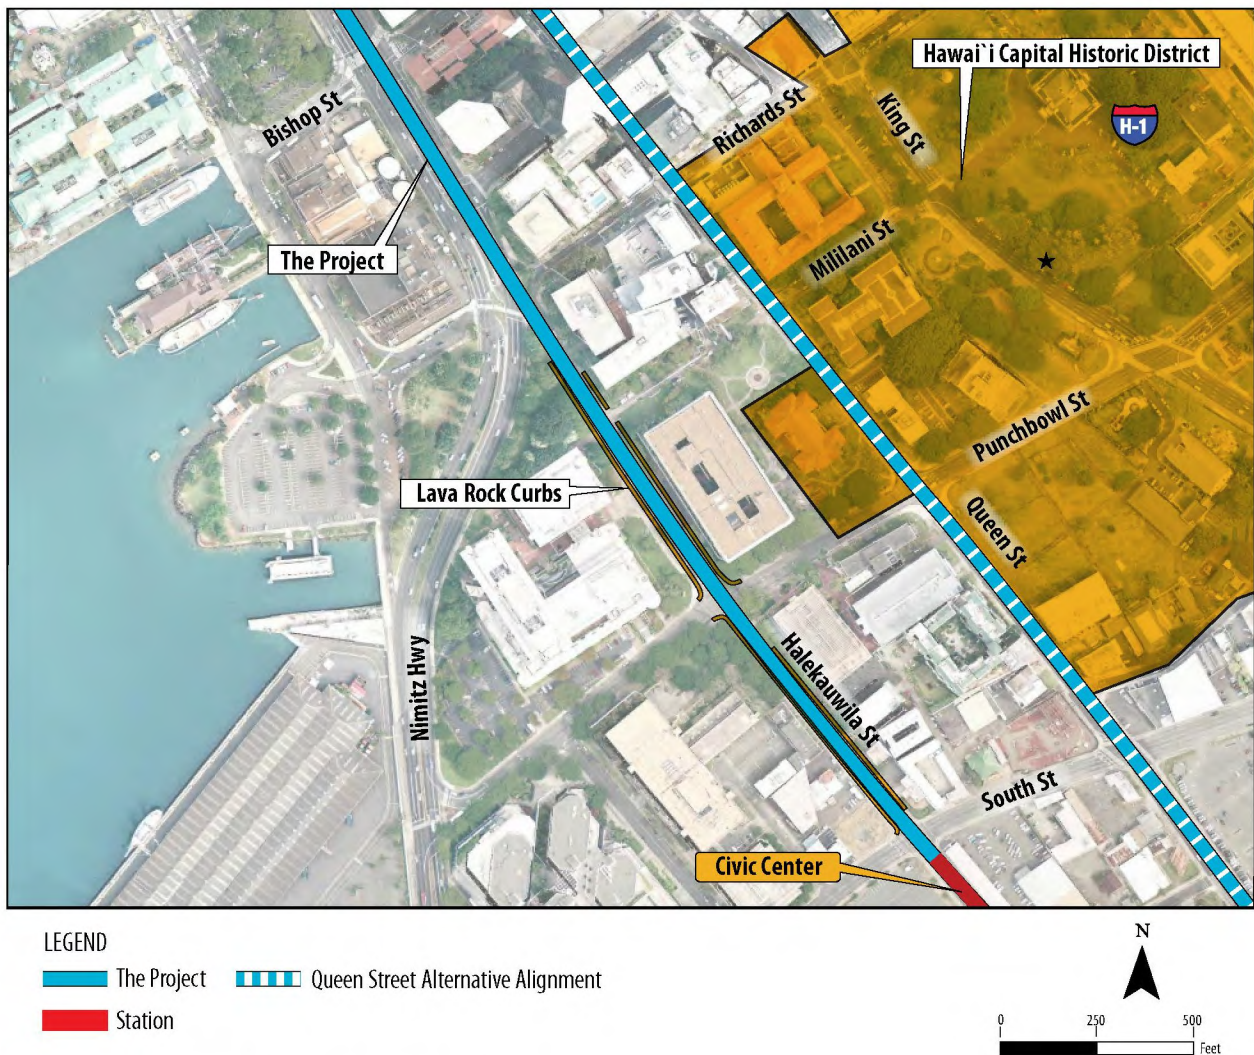 Hawai`i Capital Historic District
H-1
Bishop St
Richards St
King St
The Project
Mililani St
Punchbowl St
Lava Rock Curbs
Queen St
Nimitz Hwy
Halekauwila St
South St
Civic Center
LEGEND
The Project
Queen Street Alternative Alignment
Station
N
0 250 500
Feet